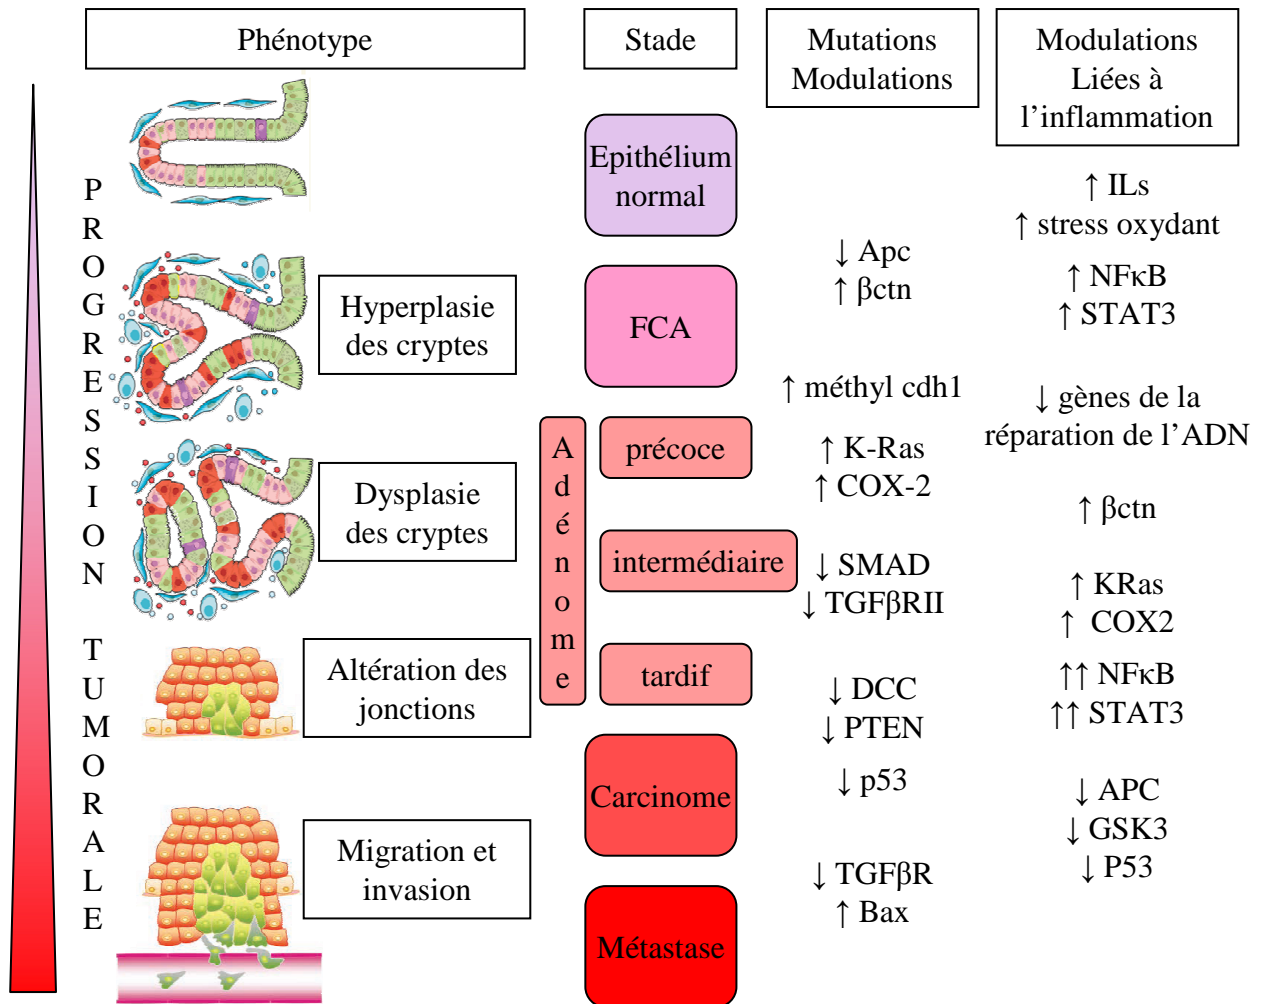 Phénotype
Stade
Mutations
Modulations
Modulations
Liées à
l’inflammation
PROGRESSION
TUMORALE
Hyperplasie
des cryptes
Dysplasie
des cryptes
Altération des
jonctions
Migration et
invasion
Epithélium
normal
FCA
Adénome
précoce
intermédiaire
tardif
Carcinome
Métastase
↓ Apc
↑ βctn
↑ méthyl cdh1
↑ K-Ras
↑ COX-2
↓ SMAD
↓ TGFβRII
↓ DCC
↓ PTEN
↓ p53
↓ TGFβR
↑ Bax
↑ ILs
↑ stress oxydant
↑ NFκB
↑ STAT3
↓ gènes de la
réparation de l’ADN
↑ βctn
↑ KRas
↑ COX2
↑↑ NFκB
↑↑ STAT3
↓ APC
↓ GSK3
↓ P53